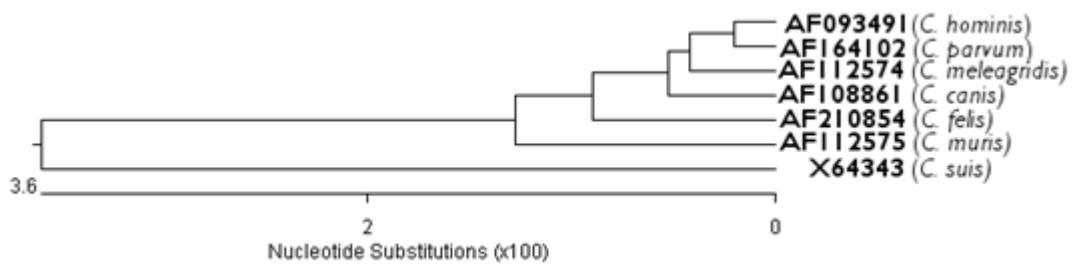 AF093491(C. hominis)
AF164102(C. parvum)
AF112574(C. meleagridis)
AF108861(C. canis)
AF210854(C. felis)
AF112575(C. muris)
X64343(C. suis)
3.6
2 0
Nucleotide Substitutions (x100)